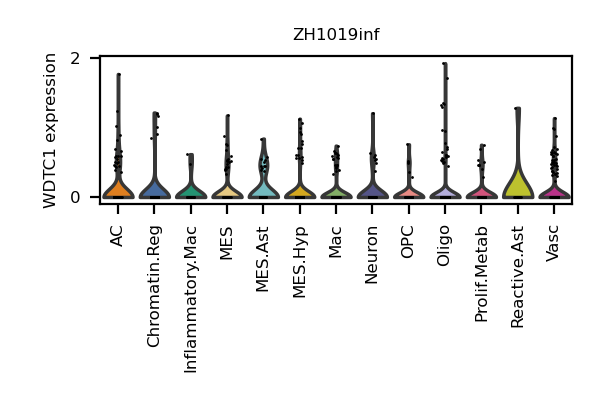 ZH1019inf
WDTC1 expression
2
0
AC
Chromatin.Reg
Inflammatory.Mac
MES
MES.Ast
MES.Hyp
Mac
Neuron
OPC
Oligo
Prolif.Metab
Reactive.Ast
Vasc